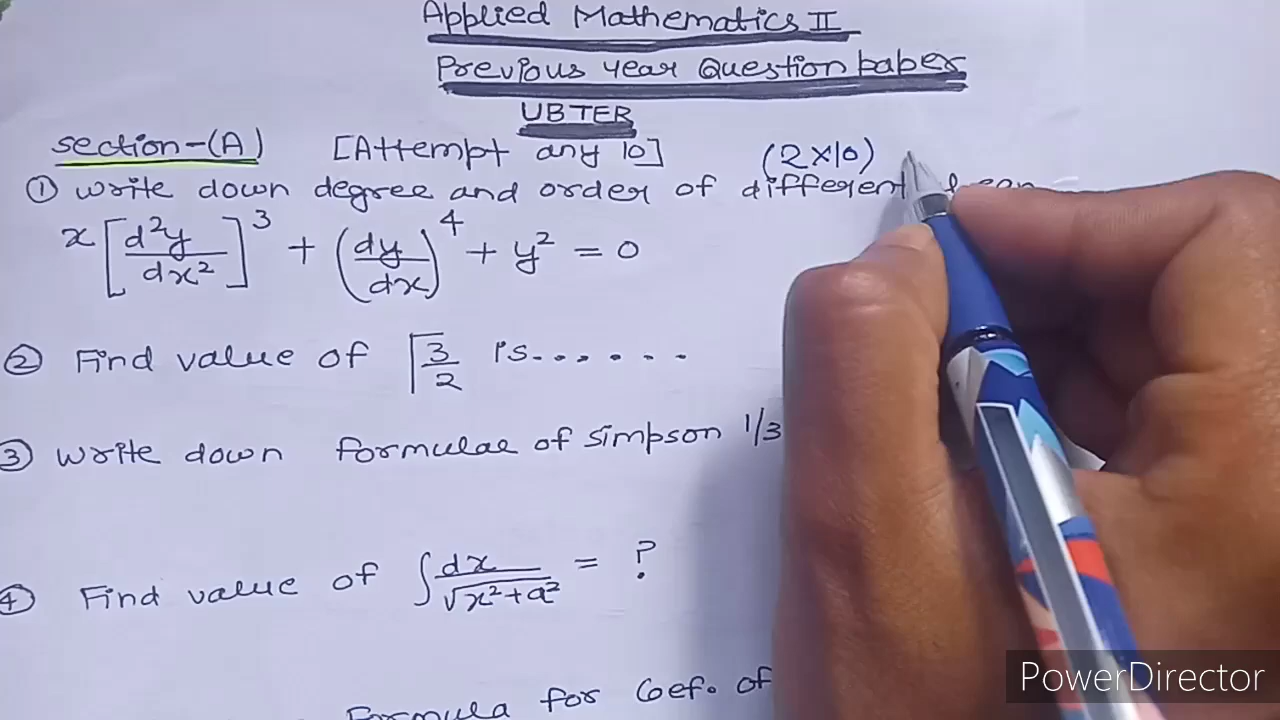 Applied Mathematics II
Previous year Question paper
UBTER
Section-(A) [Attempt any 10] (2×10)
① Write down degree and order of different
x[d²y/dx²]³ + (dy/dx)⁴ + y² = 0
② Find value of Γ3/2 is......
③ Write down formulae of simpson 1/3
④ Find value of ∫dx/√x²+a² = ?
Formula for Coef. of
PowerDirector